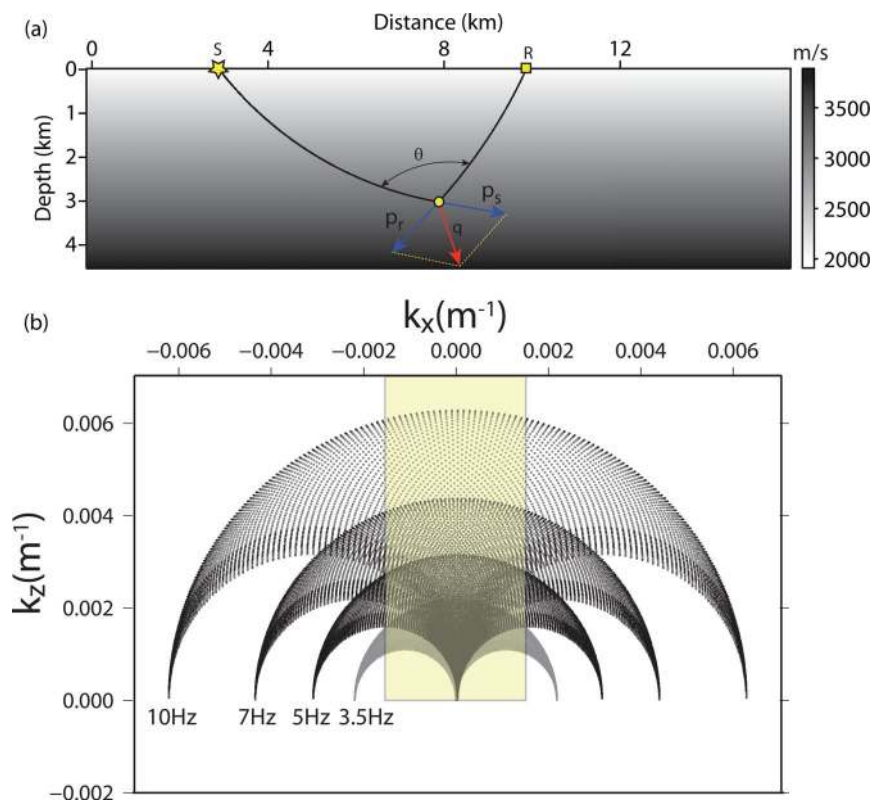 (a)
Distance (km)
0 S 4 8 R 12
m/s
Depth (km)
0
1
2
3
4
θ
p_s
p_r
q
3500
3000
2500
2000
(b)
k_x(m^-1)
−0.006 −0.004 −0.002 0.000 0.002 0.004 0.006
k_z(m^-1)
0.006
0.004
0.002
0.000
−0.002
10Hz 7Hz 5Hz 3.5Hz